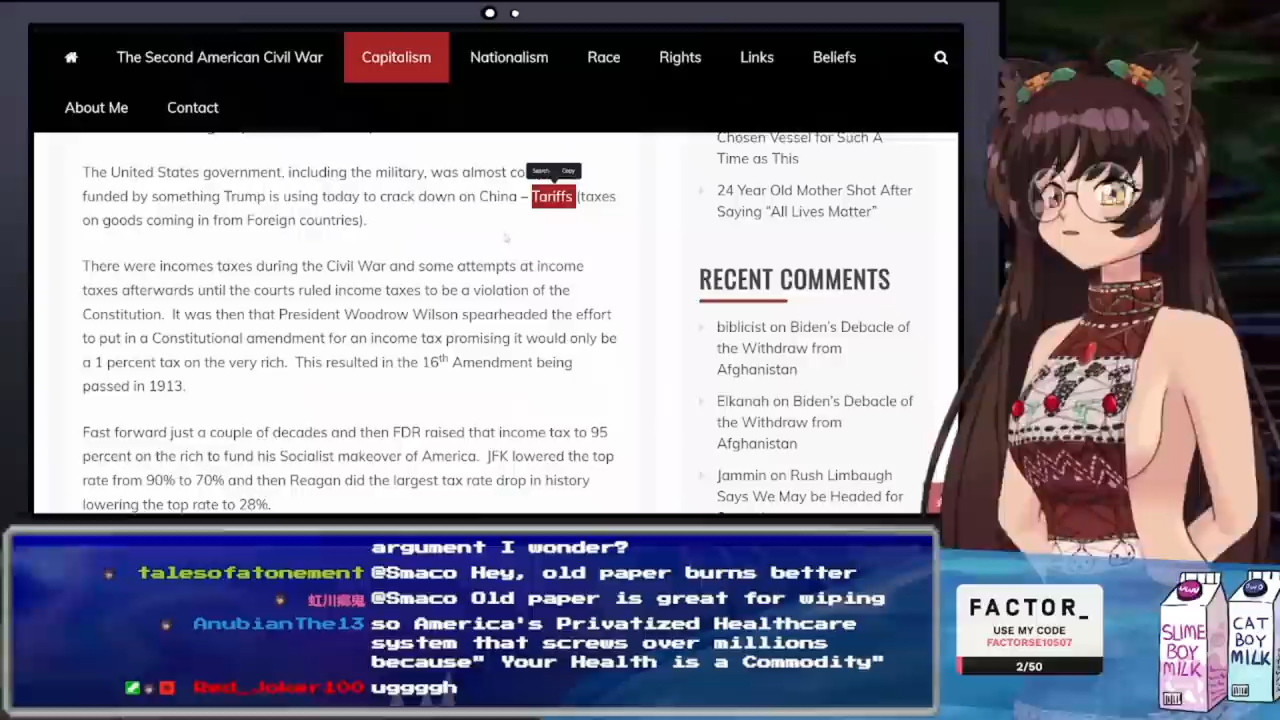 The Second American Civil War Capitalism Nationalism Race Rights Links Beliefs
About Me Contact
The United States government, including the military, was almost co
Search Copy
funded by something Trump is using today to crack down on China – Tariffs (taxes
on goods coming in from Foreign countries).
There were incomes taxes during the Civil War and some attempts at income
taxes afterwards until the courts ruled income taxes to be a violation of the
Constitution. It was then that President Woodrow Wilson spearheaded the effort
to put in a Constitutional amendment for an income tax promising it would only be
a 1 percent tax on the very rich. This resulted in the 16th Amendment being
passed in 1913.
Fast forward just a couple of decades and then FDR raised that income tax to 95
percent on the rich to fund his Socialist makeover of America. JFK lowered the top
rate from 90% to 70% and then Reagan did the largest tax rate drop in history
lowering the top rate to 28%.
Chosen Vessel for Such A
Time as This
24 Year Old Mother Shot After
Saying “All Lives Matter”
RECENT COMMENTS
biblicist on Biden's Debacle of
the Withdraw from
Afghanistan
Elkanah on Biden's Debacle of
the Withdraw from
Afghanistan
Jammin on Rush Limbaugh
Says We May be Headed for
argument I wonder?
talesofatonement @Smaco Hey, old paper burns better
虹川郷鬼 @Smaco Old paper is great for wiping
AnubianThe13 so America's Privatized Healthcare
system that screws over millions
because" Your Health is a Commodity"
Red_Joker100 uggggh
FACTOR_
USE MY CODE
FACTORSE10507
2/50
SLIME
BOY
MILK
CAT
BOY
MILK